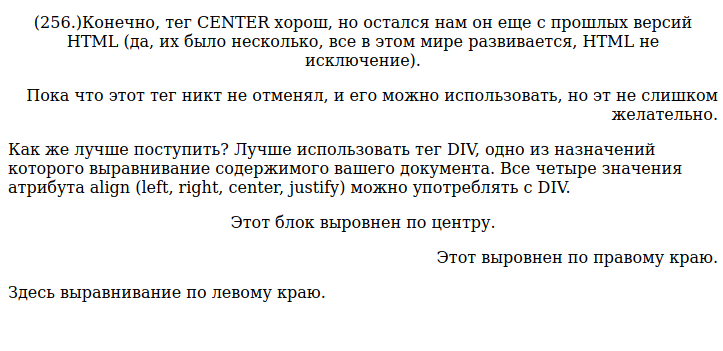 (256.)Конечно, тег CENTER хорош, но остался нам он еще с прошлых версий
HTML (да, их было несколько, все в этом мире развивается, HTML не
исключение).
Пока что этот тег никт не отменял, и его можно использовать, но эт не слишком
желательно.
Как же лучше поступить? Лучше использовать тег DIV, одно из назначений
которого выравнивание содержимого вашего документа. Все четыре значения
атрибута align (left, right, center, justify) можно употреблять с DIV.
Этот блок выровнен по центру.
Этот выровнен по правому краю.
Здесь выравнивание по левому краю.